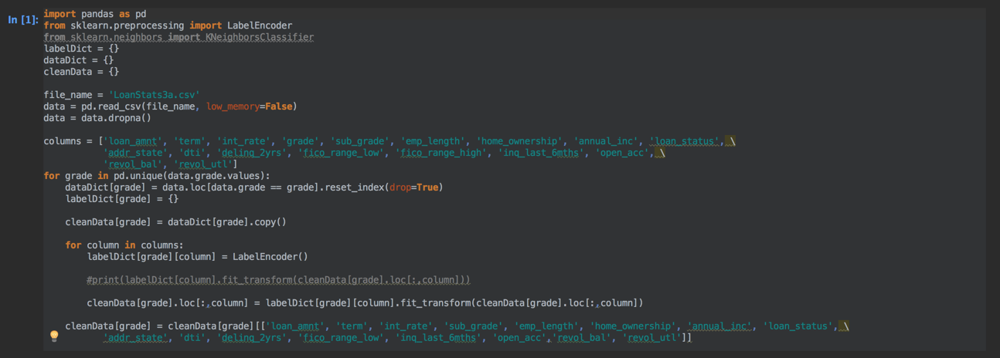 In [1]:
import pandas as pd
from sklearn.preprocessing import LabelEncoder
from sklearn.neighbors import KNeighborsClassifier
labelDict = {}
dataDict = {}
cleanData = {}
file_name = 'LoanStats3a.csv'
data = pd.read_csv(file_name, low_memory=False)
data = data.dropna()
columns = ['loan_amnt', 'term', 'int_rate', 'grade', 'sub_grade', 'emp_length', 'home_ownership', 'annual_inc', 'loan_status', \
'addr_state', 'dti', 'delinq_2yrs', 'fico_range_low', 'fico_range_high', 'inq_last_6mths', 'open_acc', \
'revol_bal', 'revol_utl']
for grade in pd.unique(data.grade.values):
dataDict[grade] = data.loc[data.grade == grade].reset_index(drop=True)
labelDict[grade] = {}
cleanData[grade] = dataDict[grade].copy()
for column in columns:
labelDict[grade][column] = LabelEncoder()
#print(labelDict[column].fit_transform(cleanData[grade].loc[:,column]))
cleanData[grade].loc[:,column] = labelDict[grade][column].fit_transform(cleanData[grade].loc[:,column])
cleanData[grade] = cleanData[grade][['loan_amnt', 'term', 'int_rate', 'sub_grade', 'emp_length', 'home_ownership', 'annual_inc', 'loan_status', \
'addr_state', 'dti', 'delinq_2yrs', 'fico_range_low', 'inq_last_6mths', 'open_acc','revol_bal', 'revol_utl']]